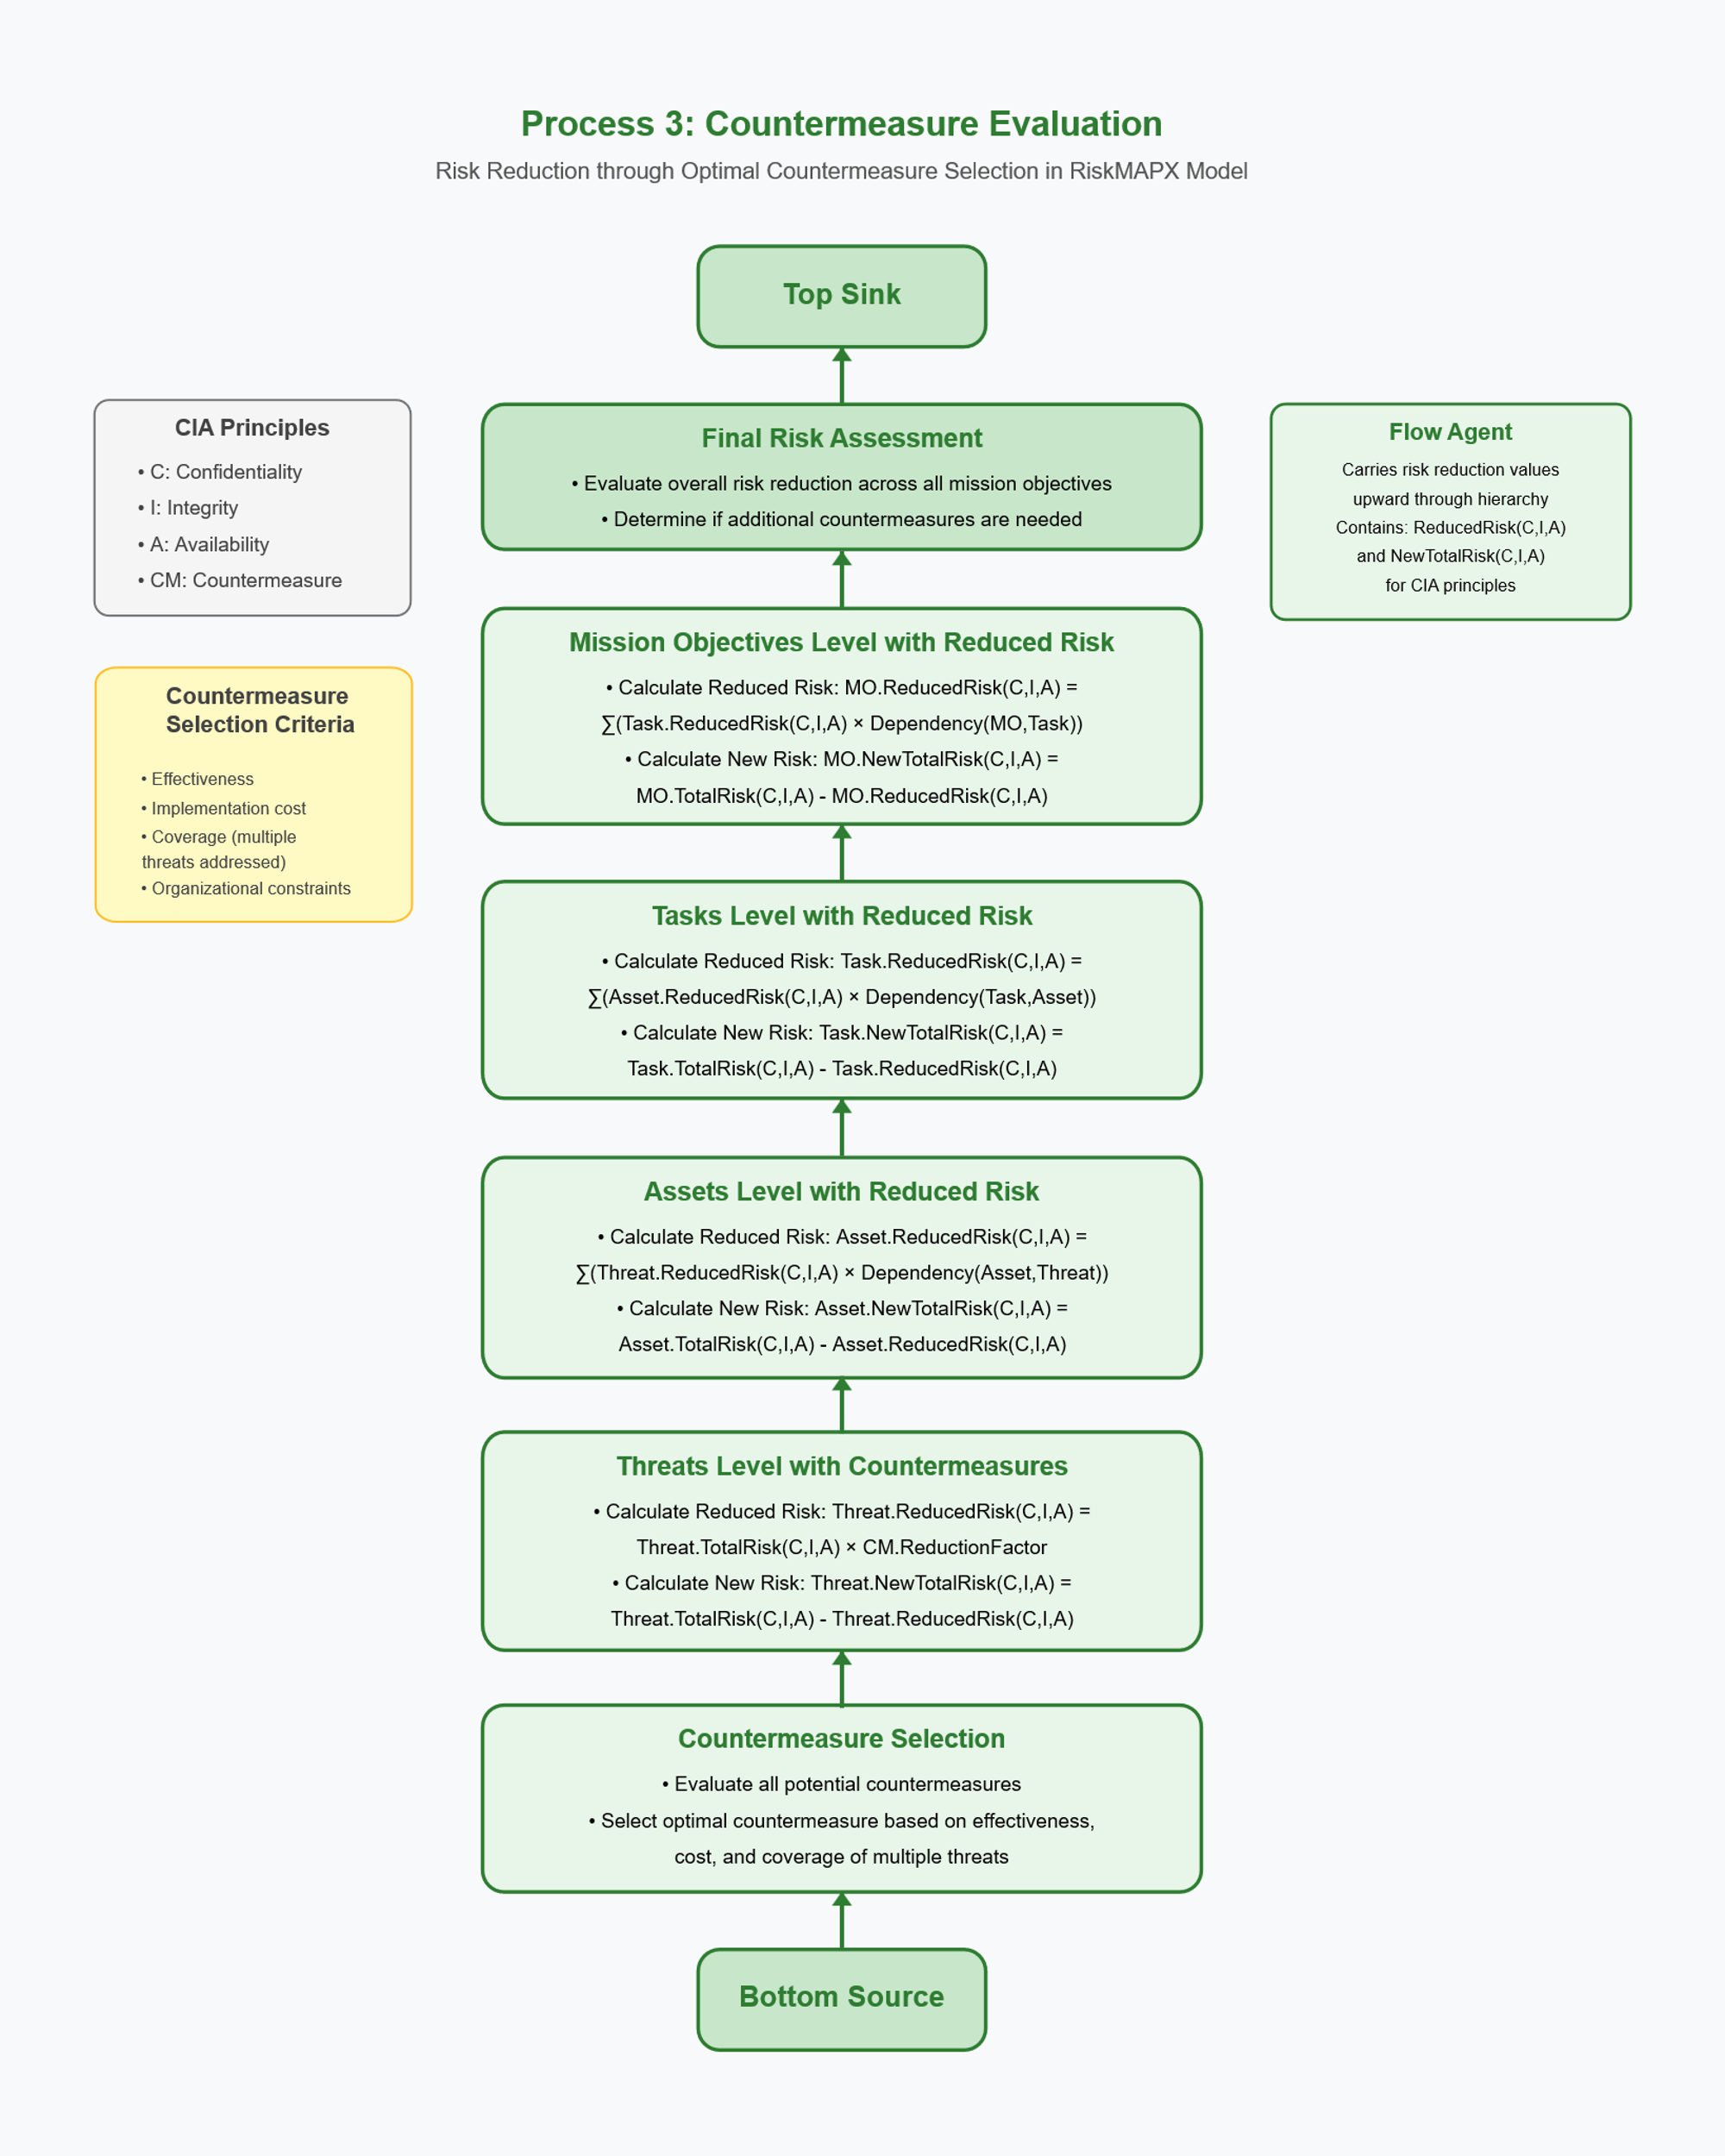 Process 3: Countermeasure Evaluation
Risk Reduction through Optimal Countermeasure Selection in RiskMAPX Model
Top Sink
CIA Principles
• C: Confidentiality
• I: Integrity
• A: Availability
• CM: Countermeasure
Final Risk Assessment
• Evaluate overall risk reduction across all mission objectives
• Determine if additional countermeasures are needed
Flow Agent
Carries risk reduction values
upward through hierarchy
Contains: ReducedRisk(C,I,A)
and NewTotalRisk(C,I,A)
for CIA principles
Countermeasure
Selection Criteria
• Effectiveness
• Implementation cost
• Coverage (multiple
threats addressed)
• Organizational constraints
Mission Objectives Level with Reduced Risk
• Calculate Reduced Risk: MO.ReducedRisk(C,I,A) =
∑(Task.ReducedRisk(C,I,A) × Dependency(MO,Task))
• Calculate New Risk: MO.NewTotalRisk(C,I,A) =
MO.TotalRisk(C,I,A) - MO.ReducedRisk(C,I,A)
Tasks Level with Reduced Risk
• Calculate Reduced Risk: Task.ReducedRisk(C,I,A) =
∑(Asset.ReducedRisk(C,I,A) × Dependency(Task,Asset))
• Calculate New Risk: Task.NewTotalRisk(C,I,A) =
Task.TotalRisk(C,I,A) - Task.ReducedRisk(C,I,A)
Assets Level with Reduced Risk
• Calculate Reduced Risk: Asset.ReducedRisk(C,I,A) =
∑(Threat.ReducedRisk(C,I,A) × Dependency(Asset,Threat))
• Calculate New Risk: Asset.NewTotalRisk(C,I,A) =
Asset.TotalRisk(C,I,A) - Asset.ReducedRisk(C,I,A)
Threats Level with Countermeasures
• Calculate Reduced Risk: Threat.ReducedRisk(C,I,A) =
Threat.TotalRisk(C,I,A) × CM.ReductionFactor
• Calculate New Risk: Threat.NewTotalRisk(C,I,A) =
Threat.TotalRisk(C,I,A) - Threat.ReducedRisk(C,I,A)
Countermeasure Selection
• Evaluate all potential countermeasures
• Select optimal countermeasure based on effectiveness,
cost, and coverage of multiple threats
Bottom Source